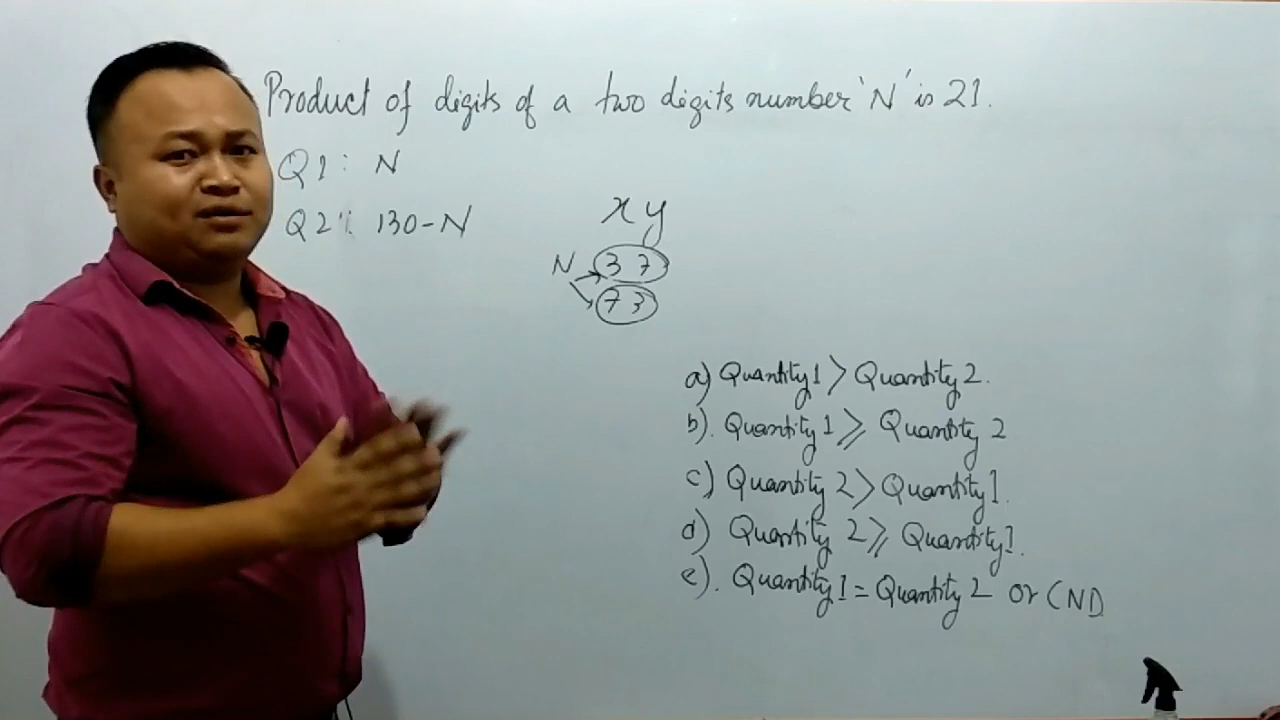 Product of digits of a two digits number 'N' is 21.
Q1: N
Q2: 130-N
x y
N 3 7
7 3
a) Quantity 1 > Quantity 2.
b). Quantity 1 ⩾ Quantity 2
c) Quantity 2 > Quantity 1.
d) Quantity 2 ⩾ Quantity 1.
e). Quantity 1 = Quantity 2 or CND